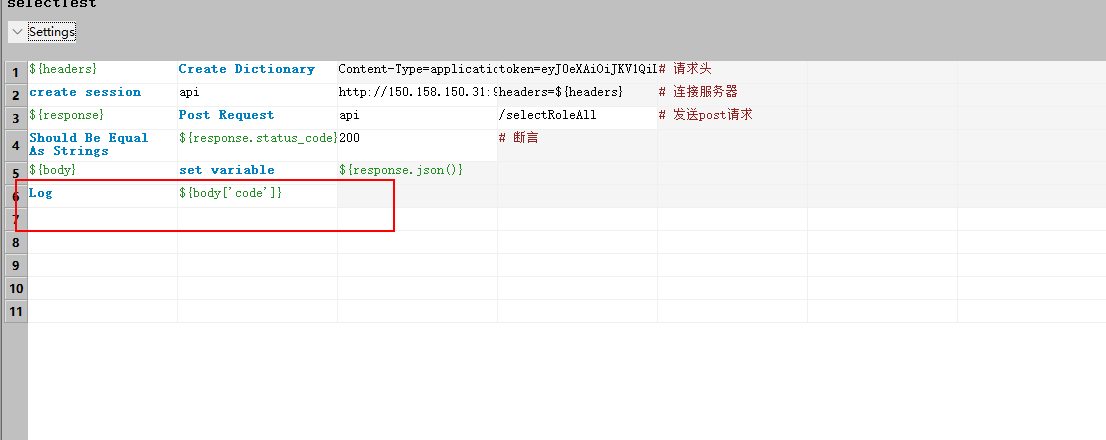 selectTest
Settings
1 ${headers} Create Dictionary Content-Type=applicatio token=eyJ0eXAiOiJKV1QiL # 请求头
2 create session api http://150.158.150.31:9 headers=${headers} # 连接服务器
3 ${response} Post Request api /selectRoleAll # 发送post请求
4 Should Be Equal As Strings ${response.status_code} 200 # 断言
5 ${body} set variable ${response.json()}
6 Log ${body['code']}
7
8
9
10
11